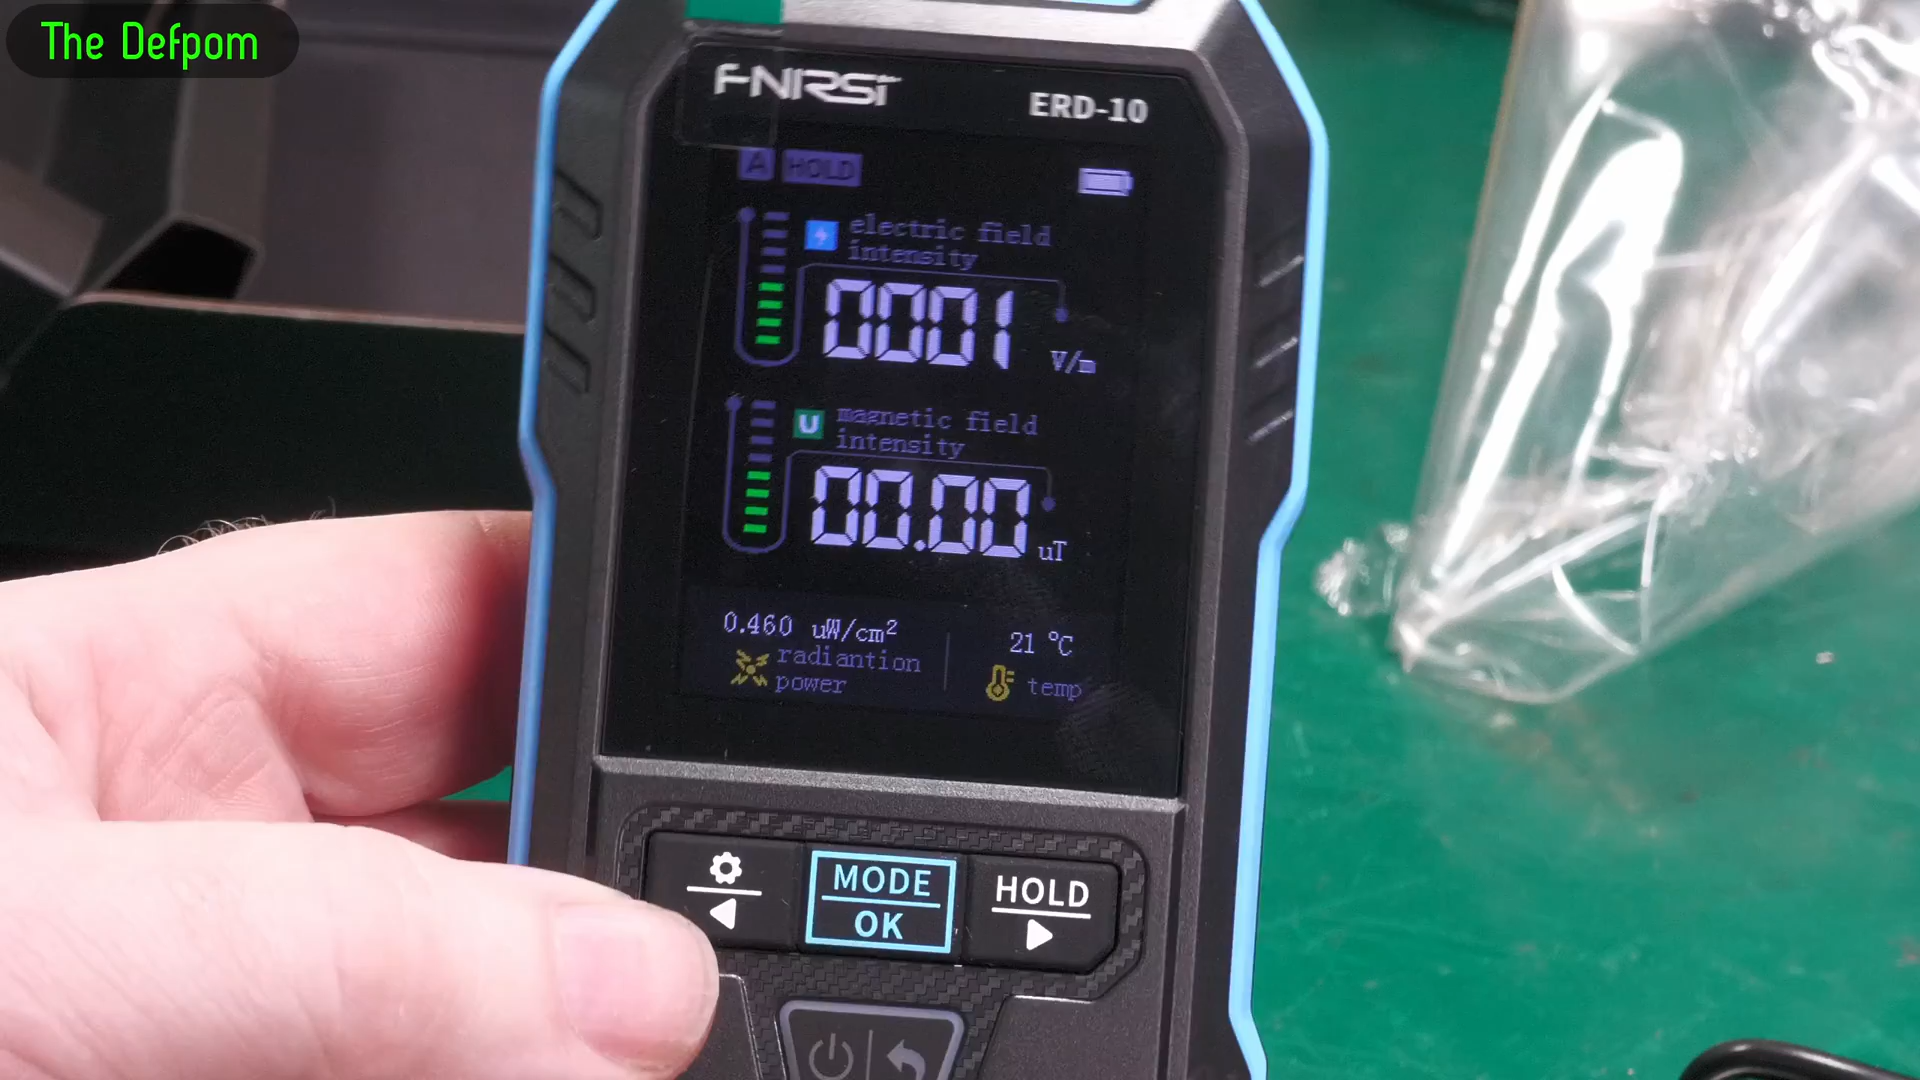 The Defpom
FNIRSI
ERD-10
A HOLD
electric field
intensity
0001
V/m
U
magnetic field
intensity
00.00
uT
0.460 uW/cm²
radiantion
power
21 °C
temp
MODE
OK
HOLD